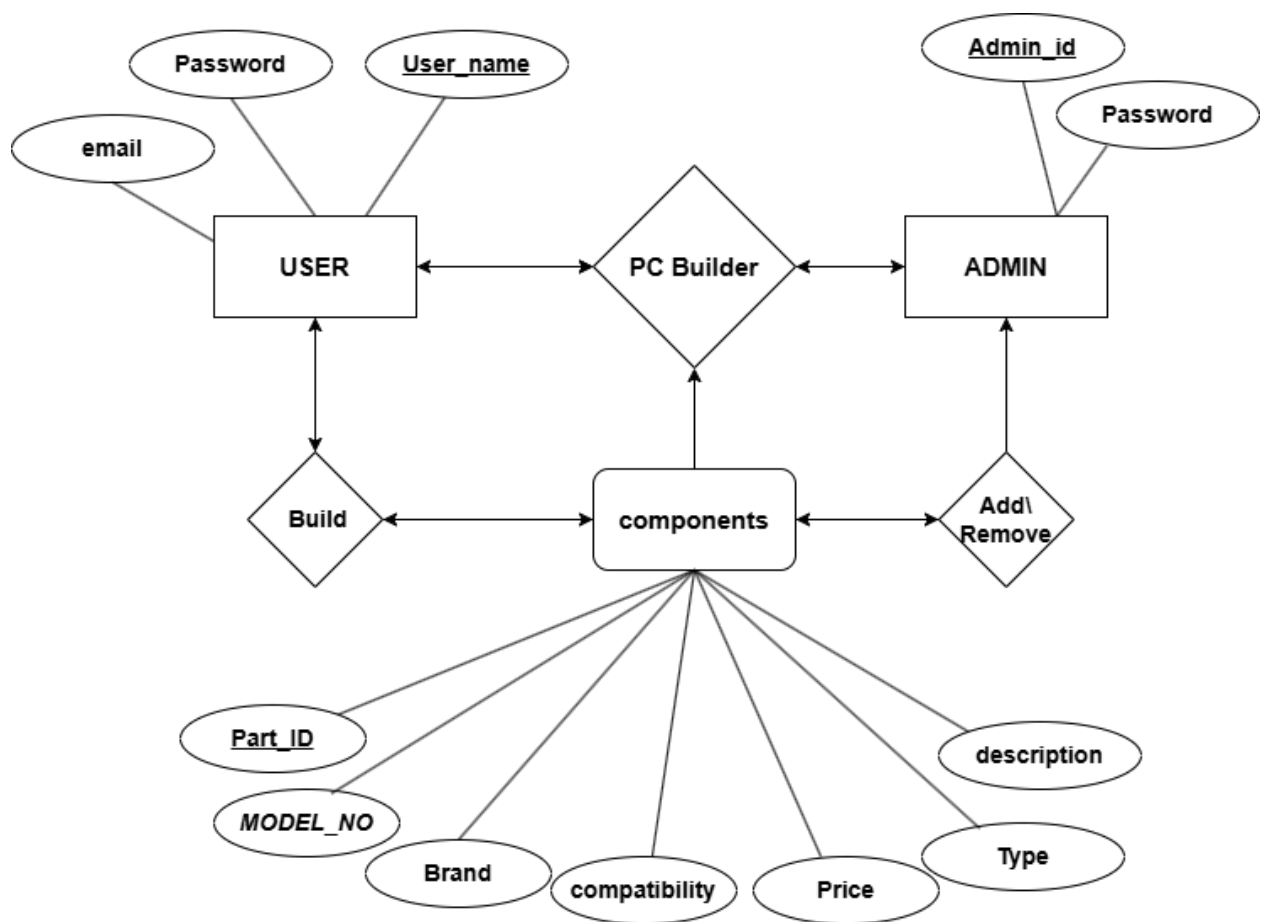 Password
User_name
email
Admin_id
Password
USER
PC Builder
ADMIN
Build
components
Add\
Remove
Part_ID
MODEL_NO
Brand
compatibility
Price
Type
description